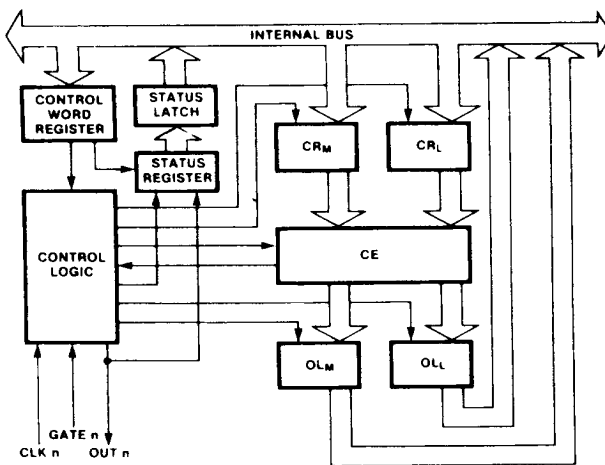 INTERNAL BUS
CONTROL
WORD
REGISTER
STATUS
LATCH
STATUS
REGISTER
CRM
CRL
CONTROL
LOGIC
CE
OLM
OLL
CLK n
GATE n
OUT n